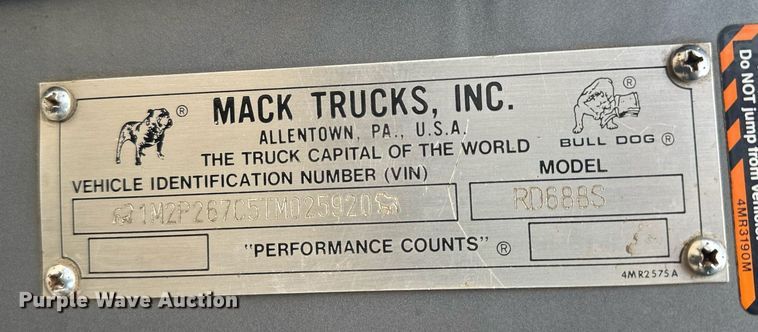 MACK TRUCKS, INC.
ALLENTOWN, PA., U.S.A.
THE TRUCK CAPITAL OF THE WORLD
® BULL DOG ®
VEHICLE IDENTIFICATION NUMBER (VIN)
MODEL
1M2P267C5TM025920
RD688S
"PERFORMANCE COUNTS" ®
4MR2575A
Do NOT jump from vehicle
4MR3190M
Purple Wave Auction